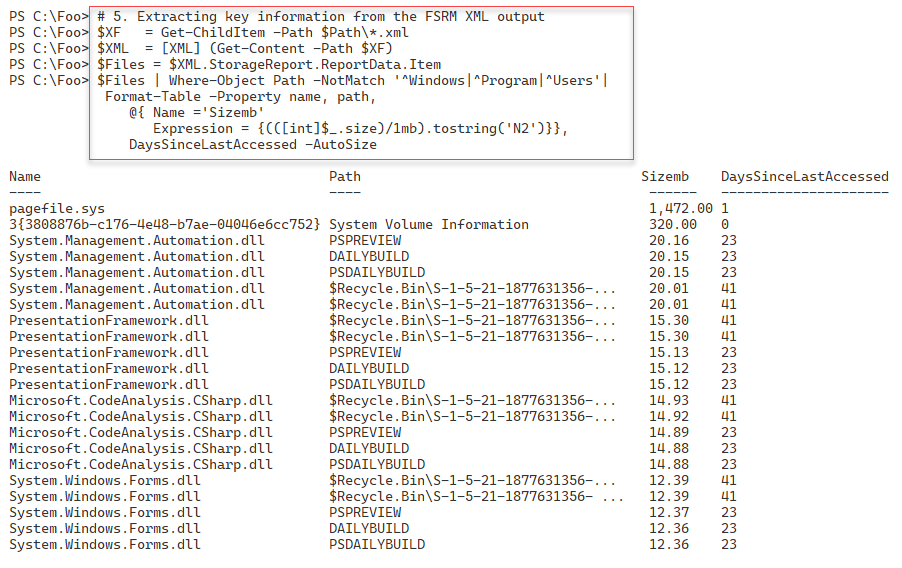 PS C:\Foo> # 5. Extracting key information from the FSRM XML output
PS C:\Foo> $XF   = Get-ChildItem -Path $Path\*.xml
PS C:\Foo> $XML  = [XML] (Get-Content -Path $XF)
PS C:\Foo> $Files = $XML.StorageReport.ReportData.Item
PS C:\Foo> $Files | Where-Object Path -NotMatch '^Windows|^Program|^Users'|
            Format-Table -Property name, path,
               @{ Name ='Sizemb'
                  Expression = {(([int]$_.size)/1mb).tostring('N2')}},
               DaysSinceLastAccessed -AutoSize
Name                                    Path                                   Sizemb    DaysSinceLastAccessed
----                                    ----                                   ------    ---------------------
pagefile.sys                                                                    1,472.00 1
3{3808876b-c176-4e48-b7ae-04046e6cc752} System Volume Information               320.00   0
System.Management.Automation.dll        PSPREVIEW                               20.16    23
System.Management.Automation.dll        DAILYBUILD                              20.15    23
System.Management.Automation.dll        PSDAILYBUILD                            20.15    23
System.Management.Automation.dll        $Recycle.Bin\S-1-5-21-1877631356-...    20.01    41
System.Management.Automation.dll        $Recycle.Bin\S-1-5-21-1877631356-...    20.01    41
PresentationFramework.dll               $Recycle.Bin\S-1-5-21-1877631356-...    15.30    41
PresentationFramework.dll               $Recycle.Bin\S-1-5-21-1877631356-...    15.30    41
PresentationFramework.dll               PSPREVIEW                               15.13    23
PresentationFramework.dll               DAILYBUILD                              15.12    23
PresentationFramework.dll               PSDAILYBUILD                            15.12    23
Microsoft.CodeAnalysis.CSharp.dll       $Recycle.Bin\S-1-5-21-1877631356-...    14.93    41
Microsoft.CodeAnalysis.CSharp.dll       $Recycle.Bin\S-1-5-21-1877631356-...    14.92    41
Microsoft.CodeAnalysis.CSharp.dll       PSPREVIEW                               14.89    23
Microsoft.CodeAnalysis.CSharp.dll       DAILYBUILD                              14.88    23
Microsoft.CodeAnalysis.CSharp.dll       PSDAILYBUILD                            14.88    23
System.Windows.Forms.dll                $Recycle.Bin\S-1-5-21-1877631356-...    12.39    41
System.Windows.Forms.dll                $Recycle.Bin\S-1-5-21-1877631356- ...   12.39    41
System.Windows.Forms.dll                PSPREVIEW                               12.37    23
System.Windows.Forms.dll                DAILYBUILD                              12.36    23
System.Windows.Forms.dll                PSDAILYBUILD                            12.36    23